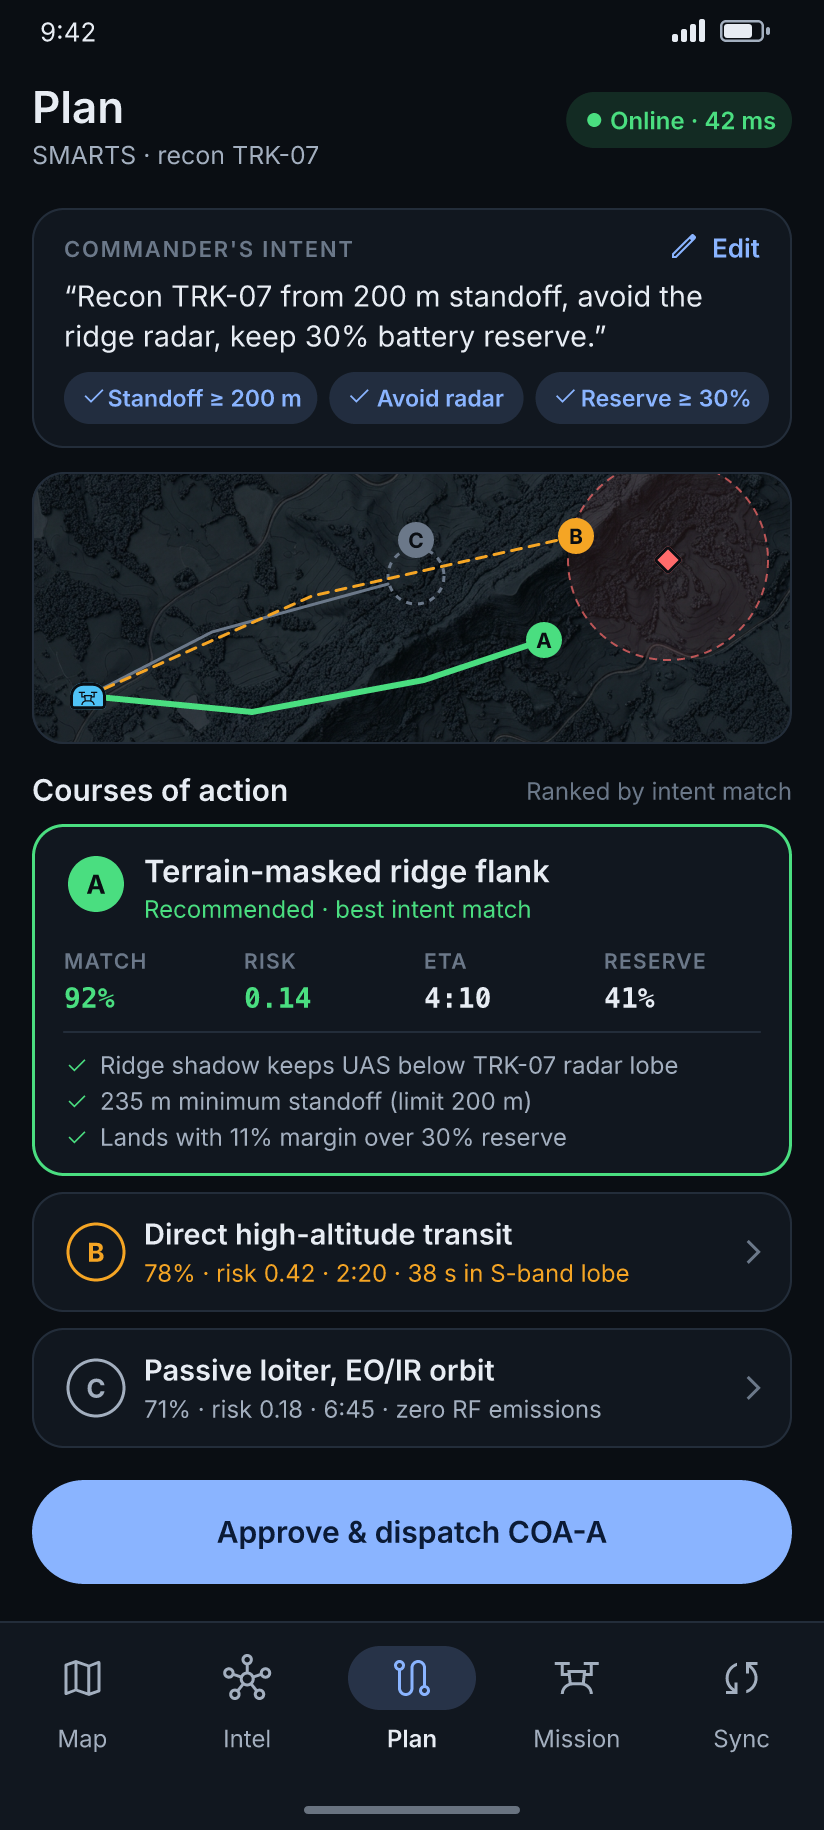 9:42
Plan
Online · 42 ms
SMARTS · recon TRK-07
COMMANDER'S INTENT
Edit
“Recon TRK-07 from 200 m standoff, avoid the
ridge radar, keep 30% battery reserve.”
Standoff ≥ 200 m
Avoid radar
Reserve ≥ 30%
C
B
A
Courses of action
Ranked by intent match
A
Terrain-masked ridge flank
Recommended · best intent match
MATCH
RISK
ETA
RESERVE
92%
0.14
4:10
41%
Ridge shadow keeps UAS below TRK-07 radar lobe
235 m minimum standoff (limit 200 m)
Lands with 11% margin over 30% reserve
B
Direct high-altitude transit
78% · risk 0.42 · 2:20 · 38 s in S-band lobe
C
Passive loiter, EO/IR orbit
71% · risk 0.18 · 6:45 · zero RF emissions
Approve & dispatch COA-A
Map
Intel
Plan
Mission
Sync